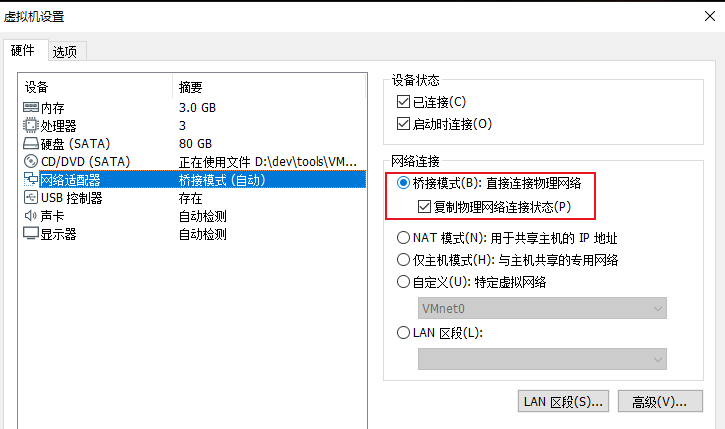 虚拟机设置
硬件 选项
设备 摘要
内存 3.0 GB
处理器 3
硬盘 (SATA) 80 GB
CD/DVD (SATA) 正在使用文件 D:\dev\tools\VM...
网络适配器 桥接模式 (自动)
USB 控制器 存在
声卡 自动检测
显示器 自动检测
设备状态
已连接(C)
启动时连接(O)
网络连接
桥接模式(B): 直接连接物理网络
复制物理网络连接状态(P)
NAT 模式(N): 用于共享主机的 IP 地址
仅主机模式(H): 与主机共享的专用网络
自定义(U): 特定虚拟网络
VMnet0
LAN 区段(L):
LAN 区段(S)... 高级(V)...